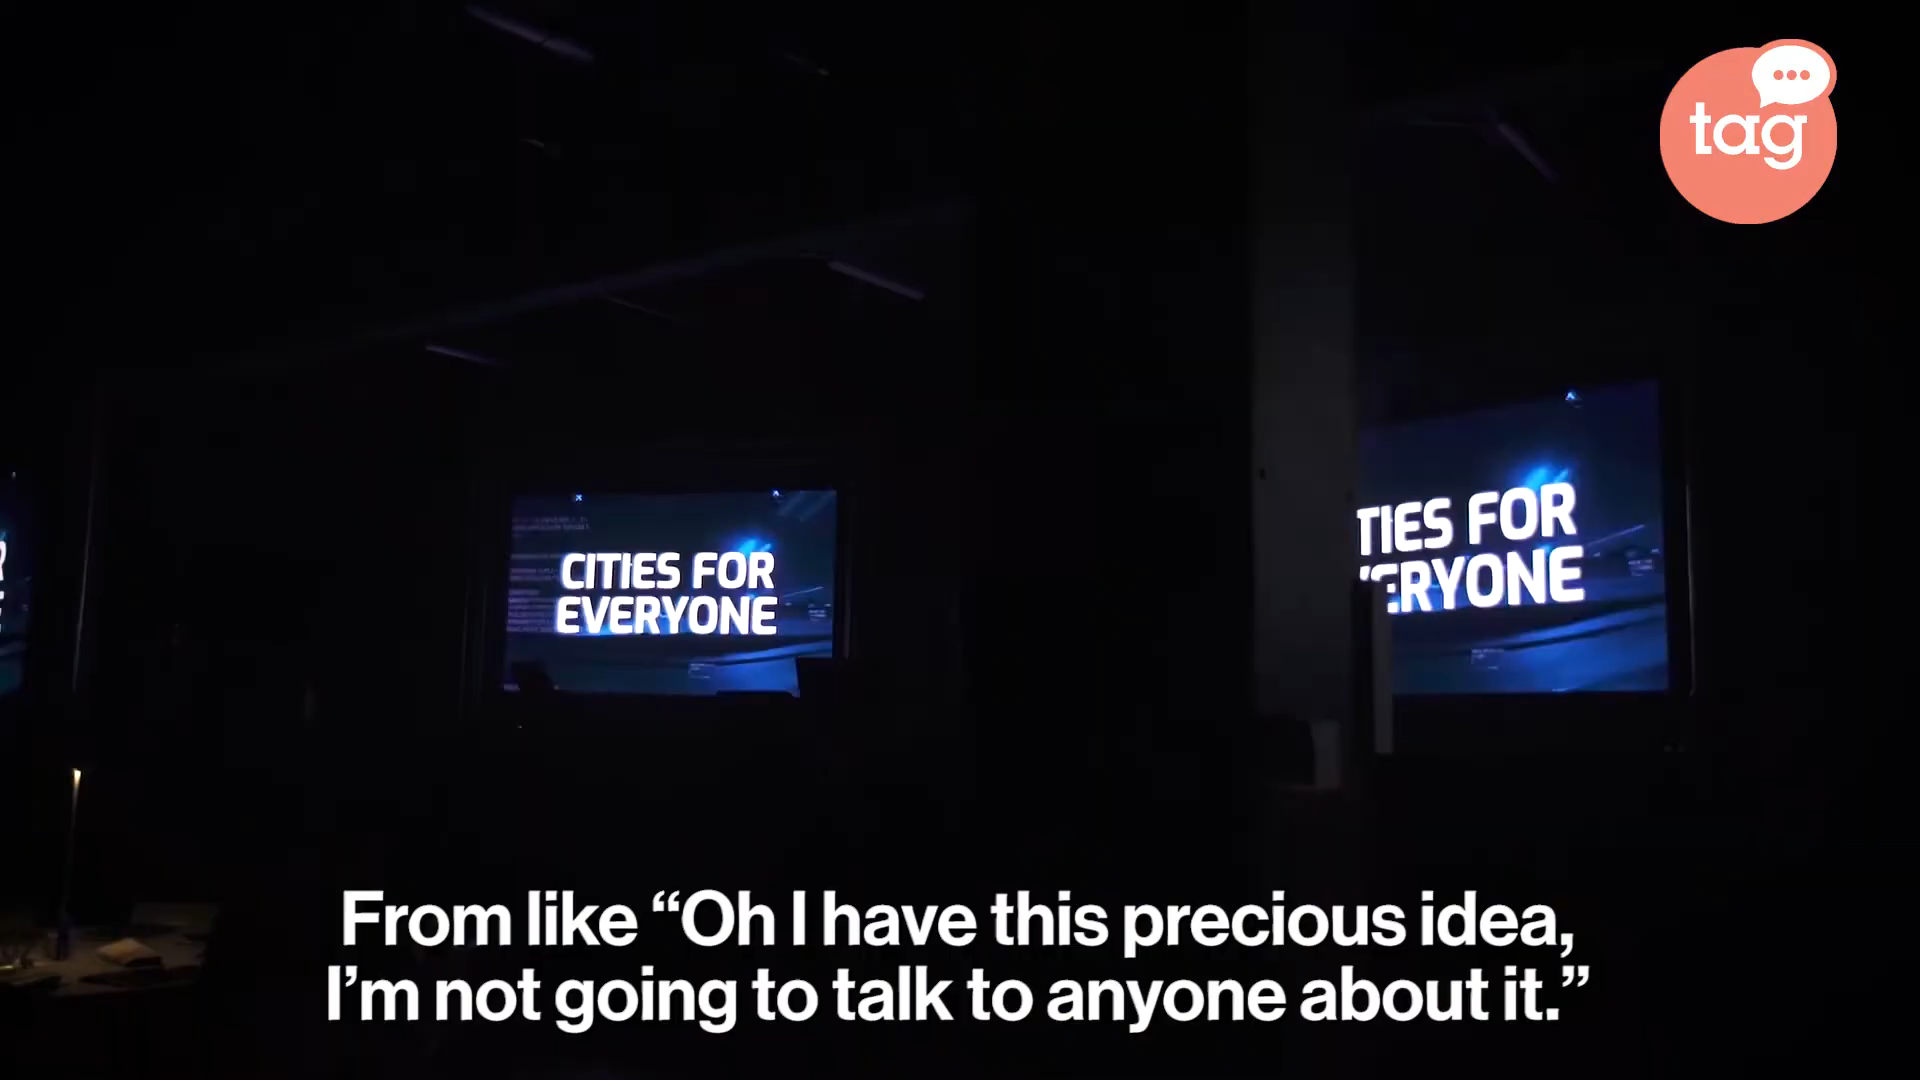 tag
CITIES FOR
EVERYONE
TIES FOR
ERYONE
From like “Oh I have this precious idea,
I’m not going to talk to anyone about it.”